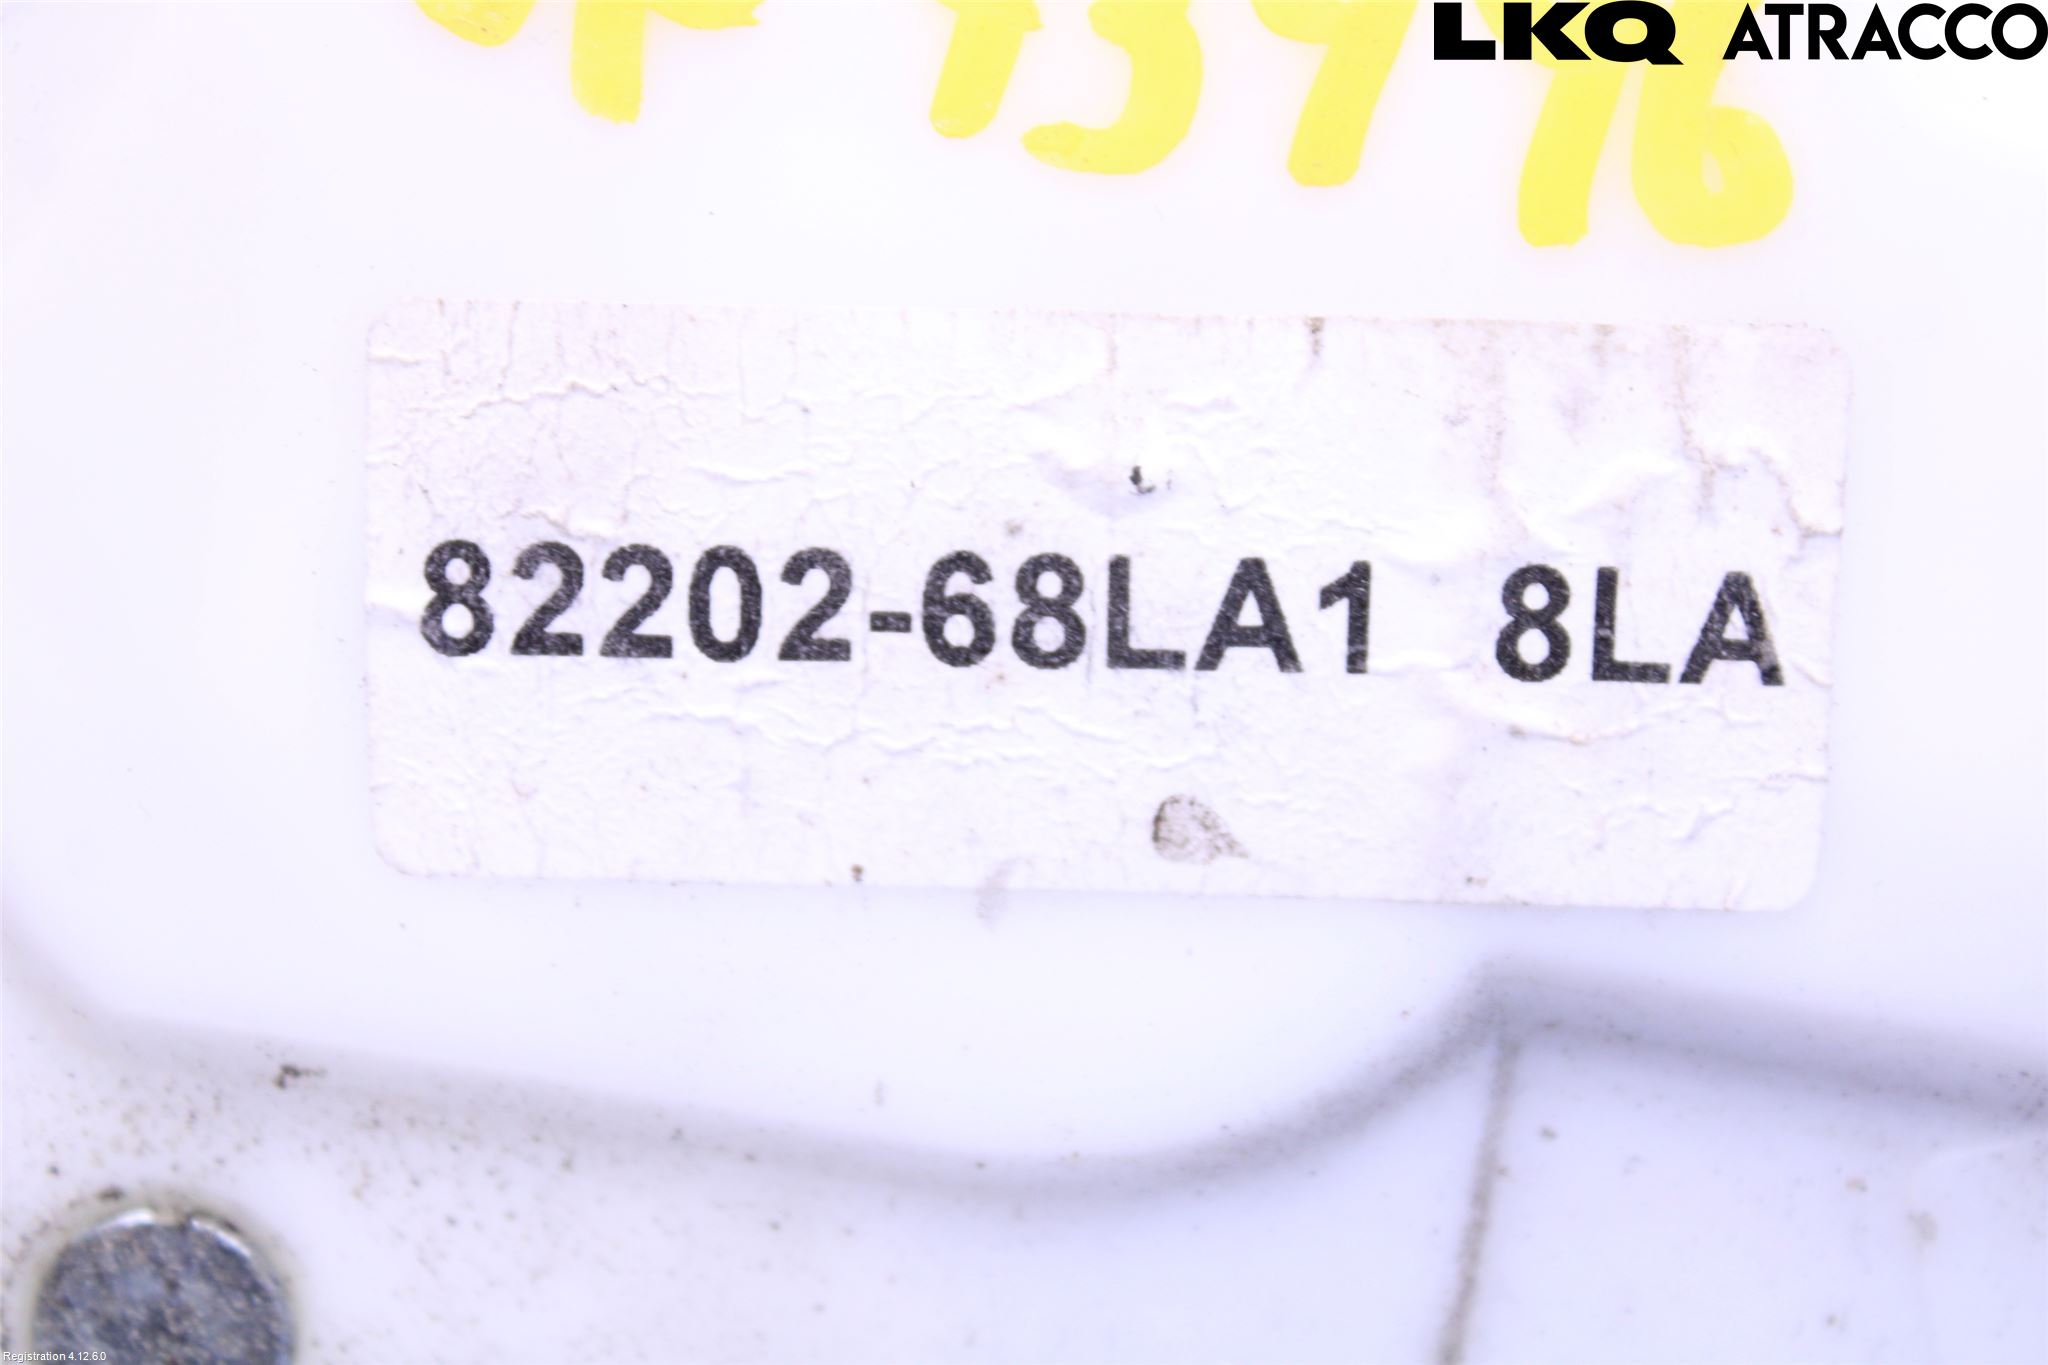 LKQ ATRACCO
82202-68LA1 8LA
Registration 4.12.6.0